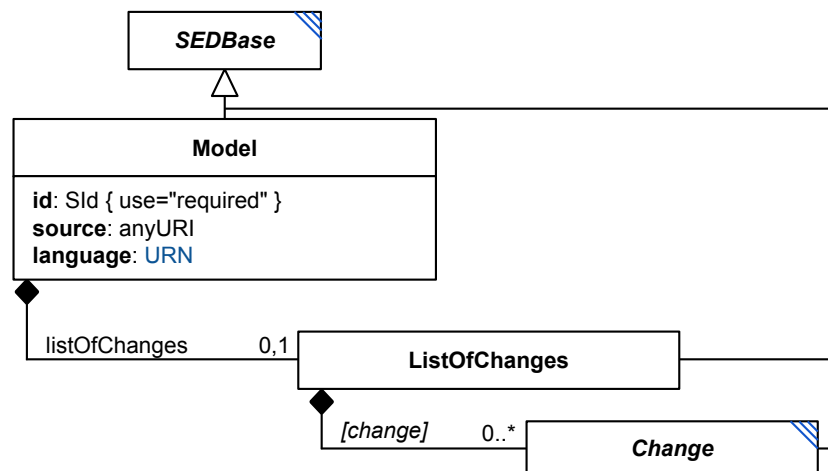 SEDBase
Model
id: SId { use="required" }
source: anyURI
language: URN
listOfChanges 0,1
ListOfChanges
[change] 0..*
Change